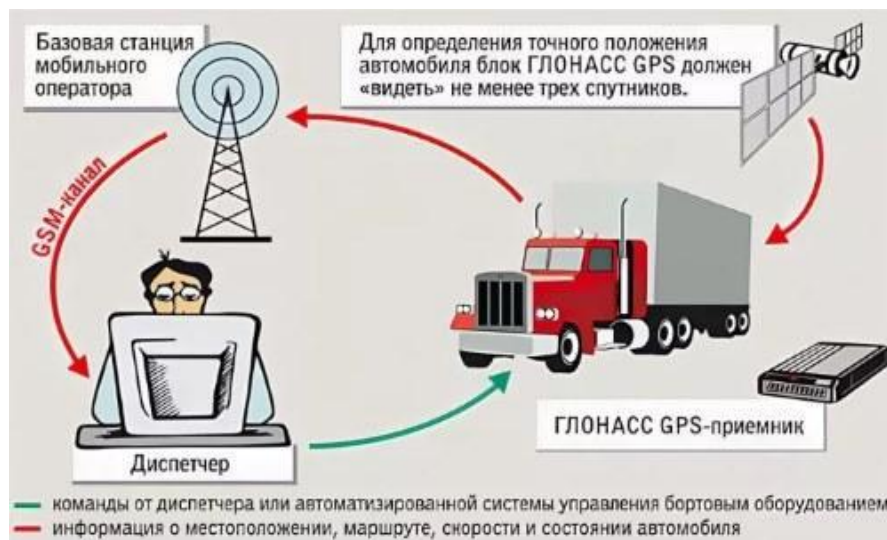 Базовая станция
мобильного
оператора
Для определения точного положения
автомобиля блок ГЛОНАСС GPS должен
«видеть» не менее трех спутников.
GSM-канал
ГЛОНАСС GPS-приемник
Диспетчер
команды от диспетчера или автоматизированной системы управления бортовым оборудованием
информация о местоположении, маршруте, скорости и состоянии автомобиля